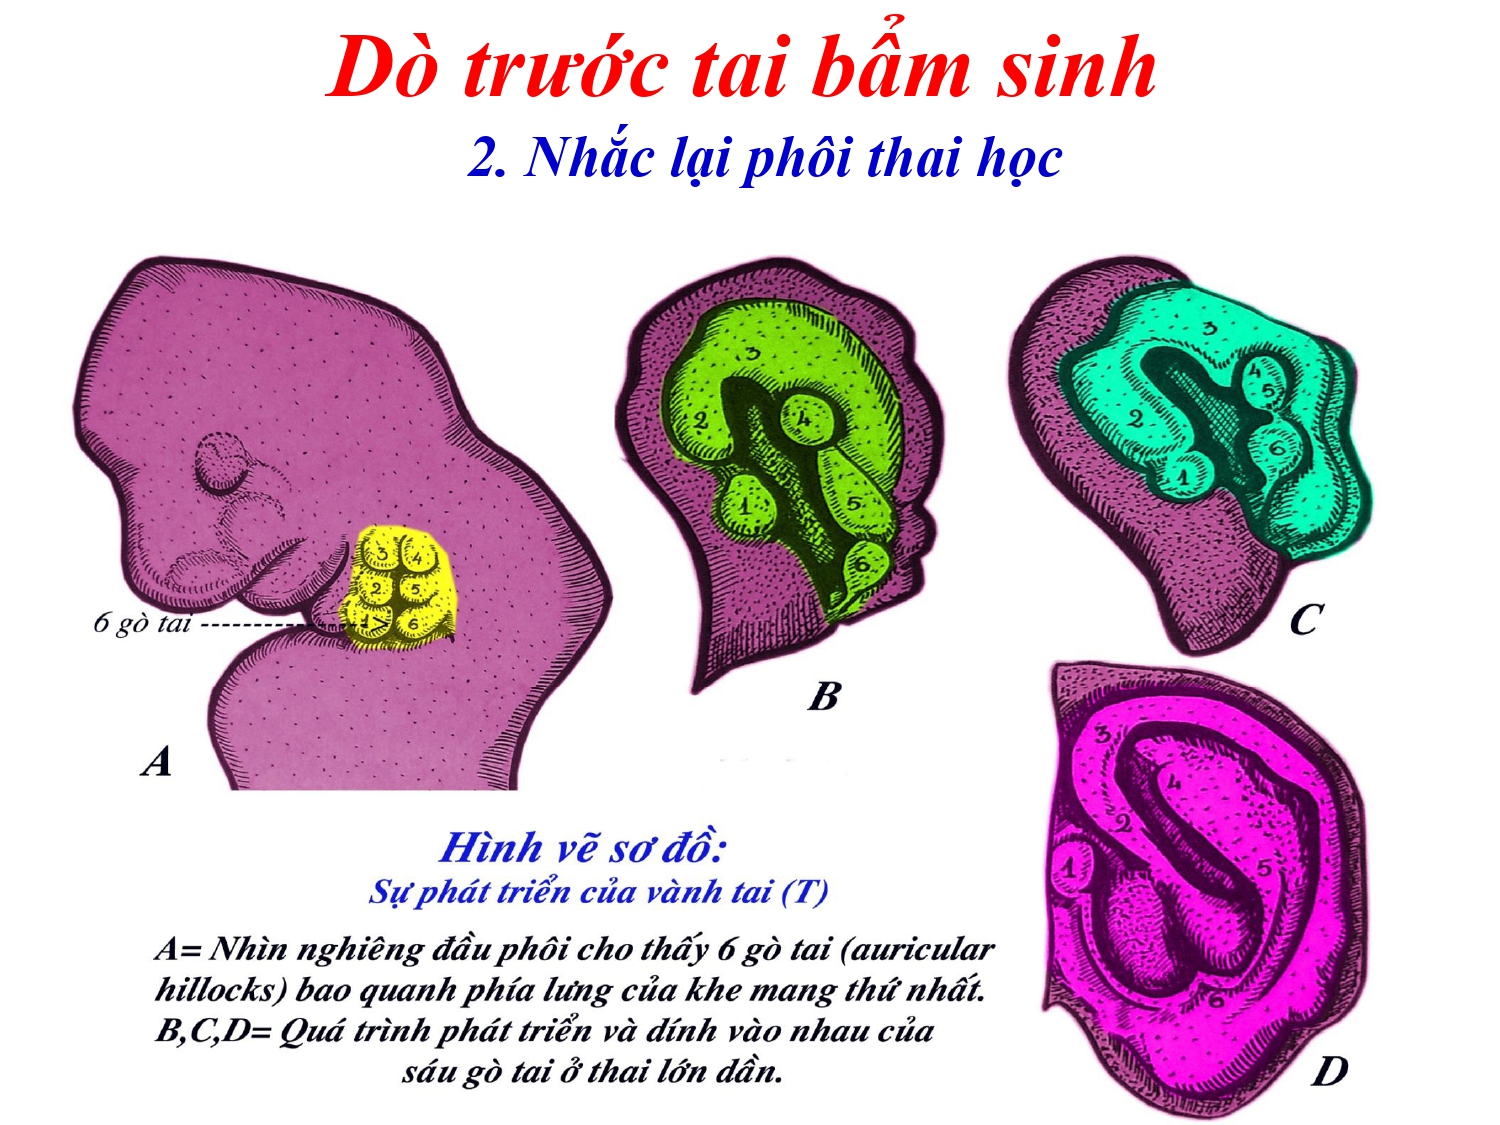 Dò trước tai bẩm sinh
2. Nhắc lại phôi thai học
3
4
2
5
1
6
6 gò tai
A
3
2
4
1
5
6
B
3
4
5
2
6
1
C
3
4
2
1
5
6
D
Hình vẽ sơ đồ:
Sự phát triển của vành tai (T)
A= Nhìn nghiêng đầu phôi cho thấy 6 gò tai (auricular
hillocks) bao quanh phía lưng của khe mang thứ nhất.
B,C,D= Quá trình phát triển và dính vào nhau của
sáu gò tai ở thai lớn dần.